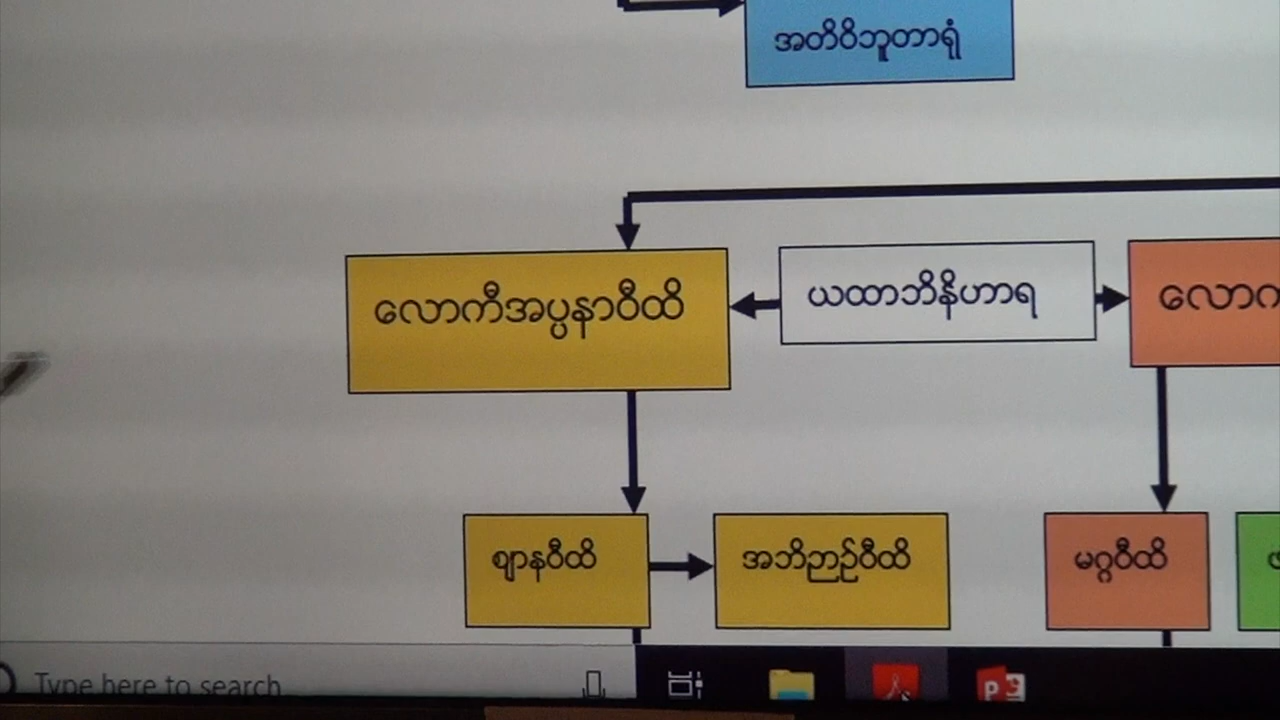 အတိဝိဘူတာရုံ
လောကီအပ္ပနာဝီထိ
ယထာဘိနိဟာရ
လောက
ဈာနဝီထိ
အဘိညာဉ်ဝီထိ
မဂ္ဂဝီထိ
Type here to search